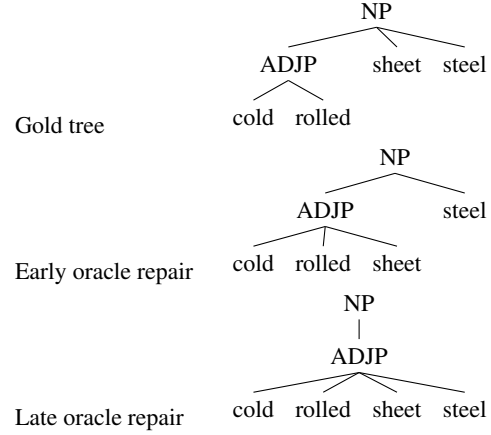 NP
ADJP sheet steel
cold rolled
Gold tree
NP
ADJP steel
cold rolled sheet
Early oracle repair
NP
ADJP
cold rolled sheet steel
Late oracle repair